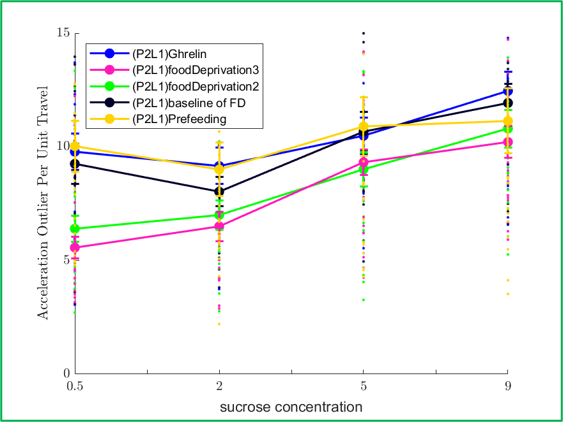 15
(P2L1)Ghrelin
(P2L1)foodDeprivation3
(P2L1)foodDeprivation2
(P2L1)baseline of FD
(P2L1)Prefeeding
10
5
0
Acceleration Outlier Per Unit Travel
0.5 2 5 9
sucrose concentration